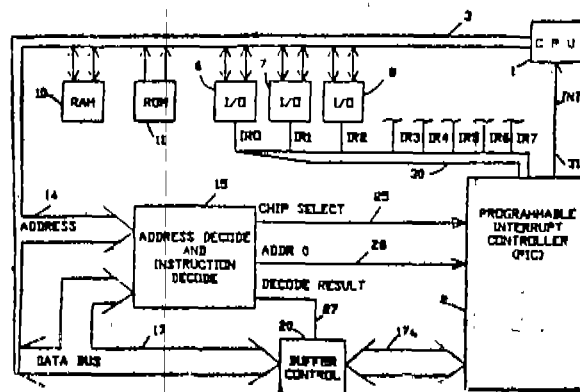 3
CPU
1
6
7
8
10
RAM
ROM
11
I/O
I/O
I/O
INT
IR0
IR1
IR2
IR3
IR4
IR5
IR6
IR7
30
14
15
ADDRESS
ADDRESS DECODE
AND
INSTRUCTION
DECODE
CHIP SELECT
25
ADDR 0
26
DECODE RESULT
27
PROGRAMMABLE
INTERRUPT
CONTROLLER
(PIC)
17
20
DATA BUS
BUFFER
CONTROL